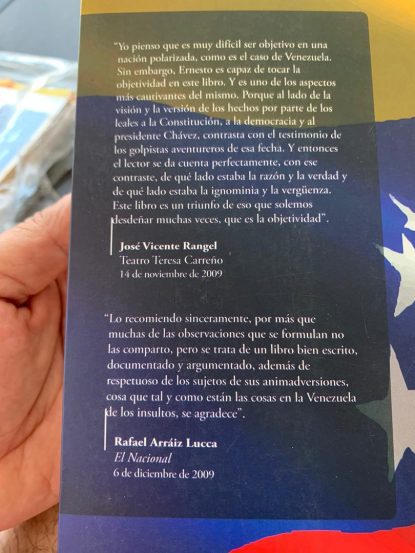 “Yo pienso que es muy difícil ser objetivo en una
nación polarizada, como es el caso de Venezuela.
Sin embargo, Ernesto es capaz de tocar la
objetividad en este libro. Y es uno de los aspectos
más cautivantes del mismo. Porque al lado de la
visión y la versión de los hechos por parte de los
leales a la Constitución, a la democracia y al
presidente Chávez, contrasta con el testimonio de
los golpistas aventureros de esa fecha. Y entonces
el lector se da cuenta perfectamente, con ese
contraste, de qué lado estaba la razón y la verdad y
de qué lado estaba la ignominia y la vergüenza.
Este libro es un triunfo de eso que solemos
desdeñar muchas veces, que es la objetividad”.
José Vicente Rangel
Teatro Teresa Carreño
14 de noviembre de 2009
“Lo recomiendo sinceramente, por más que
muchas de las observaciones que se formulan no
las comparto, pero se trata de un libro bien escrito,
documentado y argumentado, además de
respetuoso de los sujetos de sus animadversiones,
cosa que tal y como están las cosas en la Venezuela
de los insultos, se agradece”.
Rafael Arráiz Lucca
El Nacional
6 de diciembre de 2009